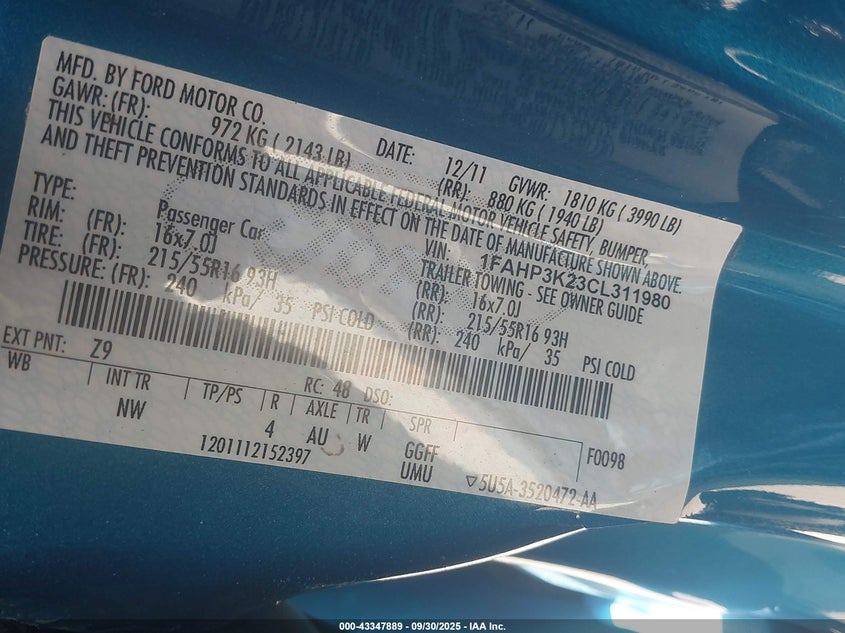 MFD. BY FORD MOTOR CO.
DATE: 12/11 GVWR: 1810 KG ( 3990 LB)
GAWR: (FR): 972 KG ( 2143 LB) (RR): 880 KG ( 1940 LB)
THIS VEHICLE CONFORMS TO ALL APPLICABLE FEDERAL MOTOR VEHICLE SAFETY, BUMPER,
AND THEFT PREVENTION STANDARDS IN EFFECT ON THE DATE OF MANUFACTURE SHOWN ABOVE.
VIN: 1FAHP3K23CL311980
TYPE: Passenger Car TRAILER TOWING - SEE OWNER GUIDE
RIM: (FR): 16x7.0J (RR): 16x7.0J
TIRE: (FR): 215/55R16 93H (RR): 215/55R16 93H
PRESSURE: (FR): 240 kPa/ 35 PSI COLD (RR): 240 kPa/ 35 PSI COLD
EXT PNT: Z9 RC: 48 DSO:
WB INT TR TP/PS R AXLE TR SPR
NW 4 AU W GGFF F0098
1201112152397 UMU ▽5U5A-3520472-AA
000-43347889 - 09/30/2025 - IAA Inc.